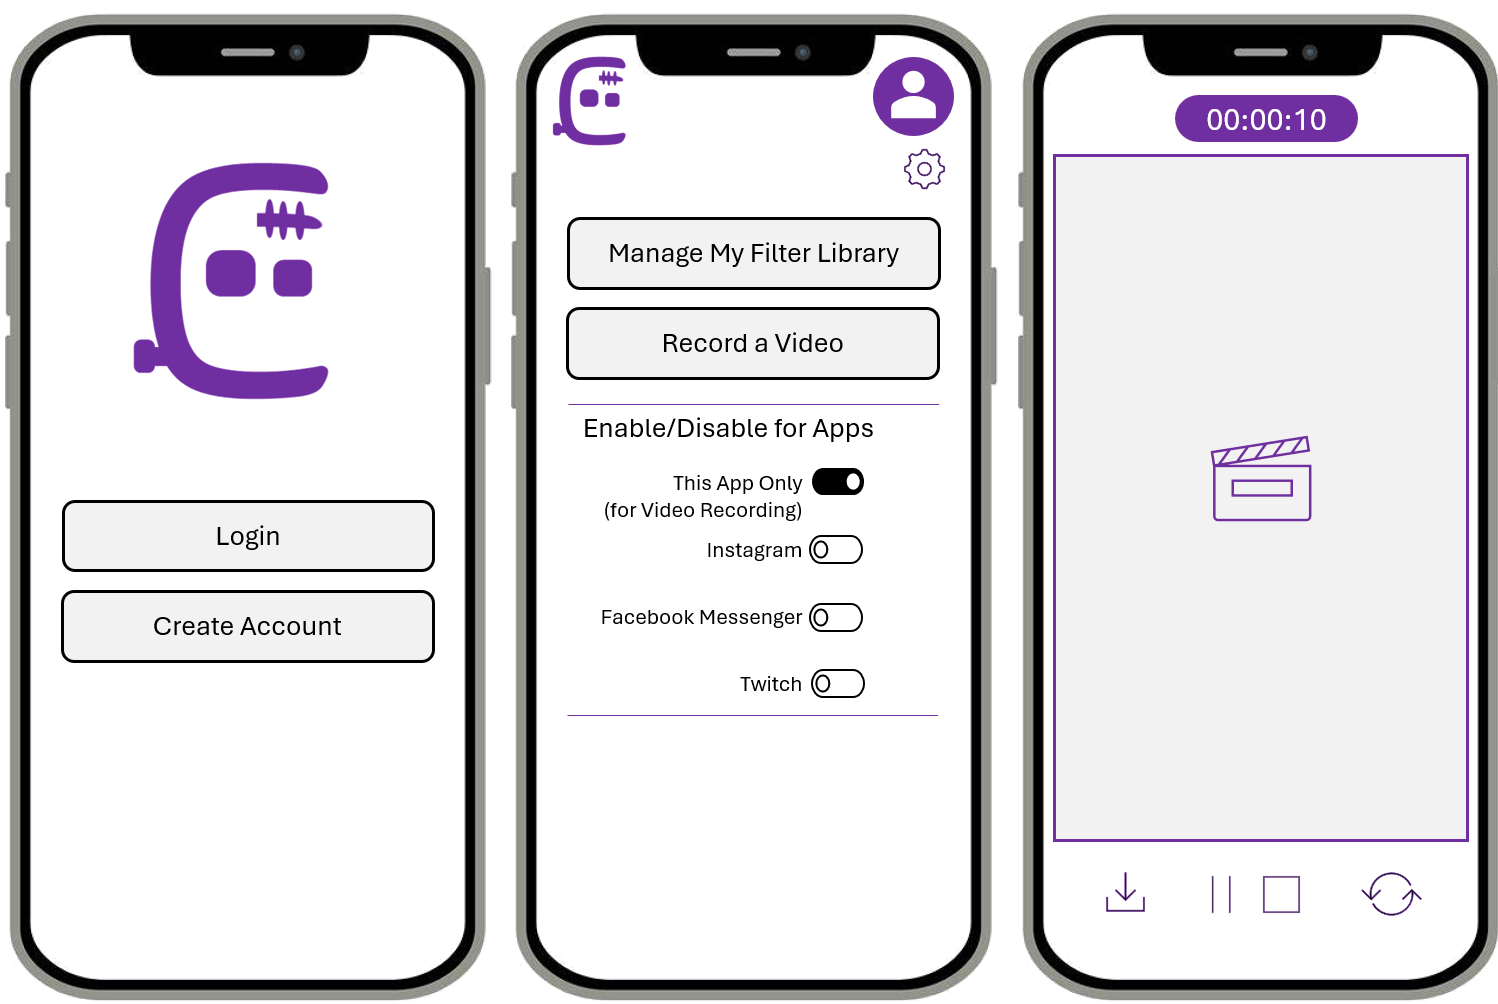 Login
Create Account
Manage My Filter Library
Record a Video
Enable/Disable for Apps
This App Only
(for Video Recording)
Instagram
Facebook Messenger
Twitch
00:00:10